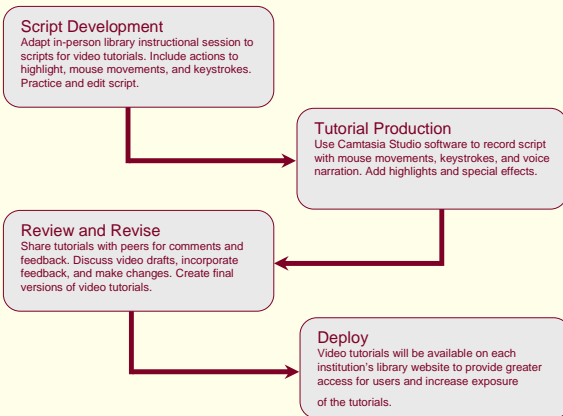 Script Development
Adapt in-person library instructional session to
scripts for video tutorials. Include actions to
highlight, mouse movements, and keystrokes.
Practice and edit script.
Tutorial Production
Use Camtasia Studio software to record script
with mouse movements, keystrokes, and voice
narration. Add highlights and special effects.
Review and Revise
Share tutorials with peers for comments and
feedback. Discuss video drafts, incorporate
feedback, and make changes. Create final
versions of video tutorials.
Deploy
Video tutorials will be available on each
institution's library website to provide greater
access for users and increase exposure
of the tutorials.